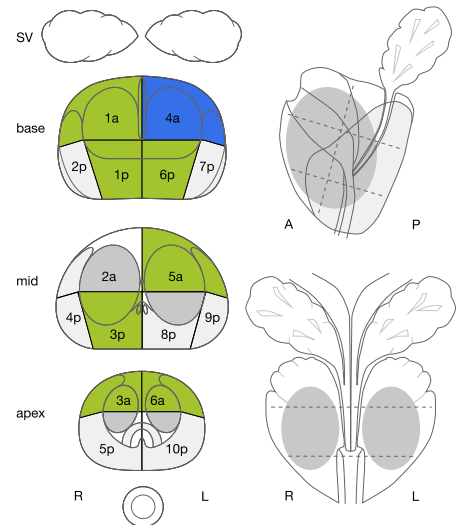 SV
base
1a 4a
2p 1p 6p 7p
A P
mid
2a 5a
4p 3p 8p 9p
apex
3a 6a
5p 10p
R L
R L